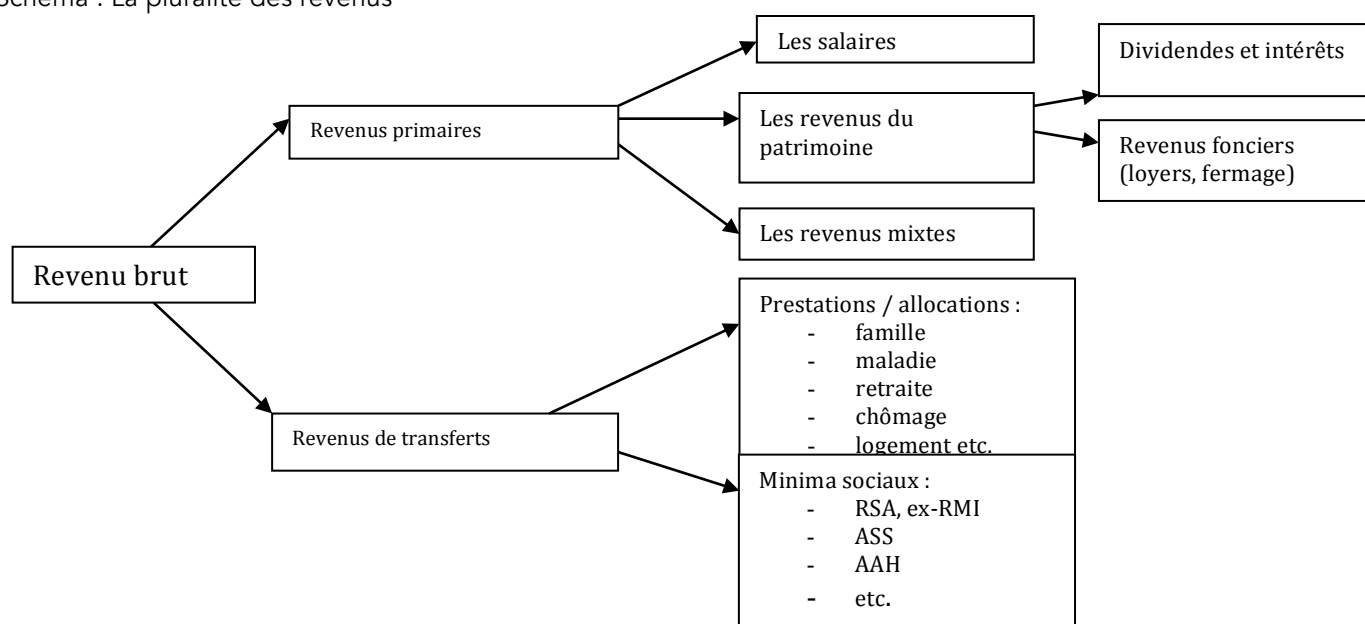 Schéma : La pluralité des revenus
Les salaires
Dividendes et intérêts
Revenus primaires
Les revenus du
patrimoine
Revenus fonciers
(loyers, fermage)
Les revenus mixtes
Revenu brut
Prestations / allocations :
- famille
- maladie
- retraite
- chômage
- logement etc.
Revenus de transferts
Minima sociaux :
- RSA, ex-RMI
- ASS
- AAH
- etc.